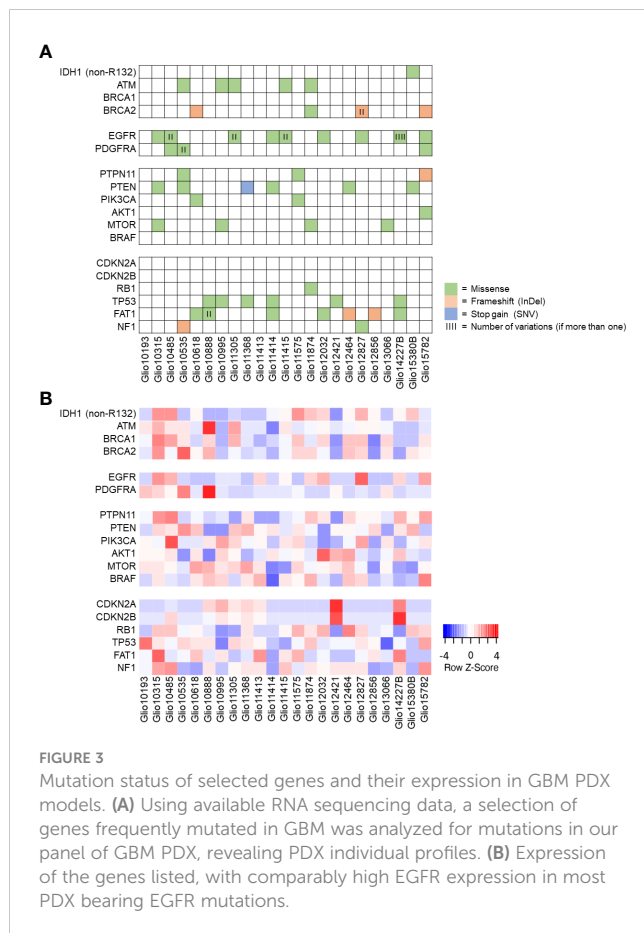 A
IDH1 (non-R132)
ATM
BRCA1
BRCA2
II
EGFR
II
II
II
IIII
PDGFRA
II
PTPN11
PTEN
PIK3CA
AKT1
MTOR
BRAF
CDKN2A
CDKN2B
RB1
TP53
FAT1
II
NF1
= Missense
= Frameshift (InDel)
= Stop gain (SNV)
IIII = Number of variations (if more than one)
Glio10193
Glio10315
Glio10485
Glio10535
Glio10618
Glio10888
Glio10995
Glio11305
Glio11368
Glio11413
Glio11414
Glio11415
Glio11575
Glio11874
Glio12032
Glio12421
Glio12464
Glio12827
Glio12856
Glio13066
Glio14227B
Glio15380B
Glio15782
B
IDH1 (non-R132)
ATM
BRCA1
BRCA2
EGFR
PDGFRA
PTPN11
PTEN
PIK3CA
AKT1
MTOR
BRAF
CDKN2A
CDKN2B
RB1
TP53
FAT1
NF1
-4 0 4
Row Z-Score
Glio10193
Glio10315
Glio10485
Glio10535
Glio10618
Glio10888
Glio10995
Glio11305
Glio11368
Glio11413
Glio11414
Glio11415
Glio11575
Glio11874
Glio12032
Glio12421
Glio12464
Glio12827
Glio12856
Glio13066
Glio14227B
Glio15380B
Glio15782
FIGURE 3
Mutation status of selected genes and their expression in GBM PDX
models. (A) Using available RNA sequencing data, a selection of
genes frequently mutated in GBM was analyzed for mutations in our
panel of GBM PDX, revealing PDX individual profiles. (B) Expression
of the genes listed, with comparably high EGFR expression in most
PDX bearing EGFR mutations.